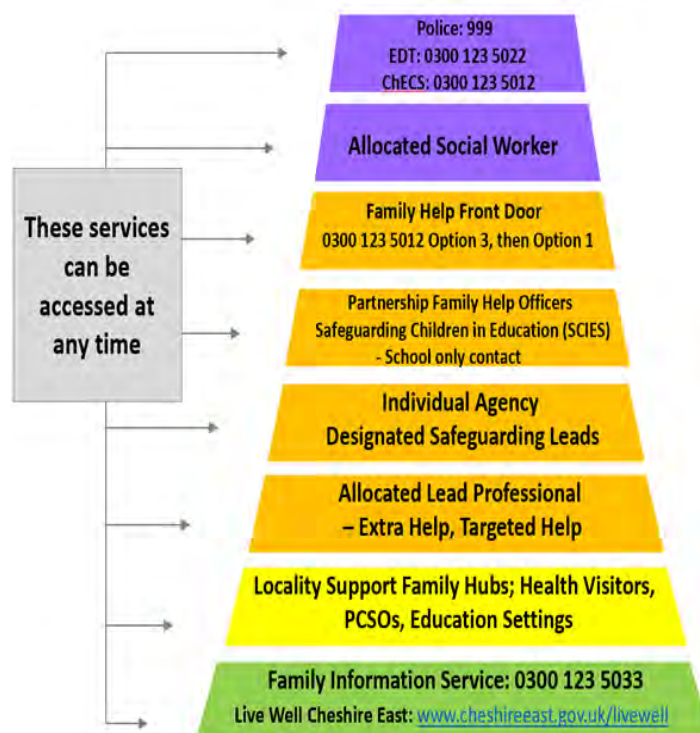 Police: 999
EDT: 0300 123 5022
ChECS: 0300 123 5012
Allocated Social Worker
These services
can be
accessed at
any time
Family Help Front Door
0300 123 5012 Option 3, then Option 1
Partnership Family Help Officers
Safeguarding Children in Education (SCIES)
- School only contact
Individual Agency
Designated Safeguarding Leads
Allocated Lead Professional
– Extra Help, Targeted Help
Locality Support Family Hubs; Health Visitors,
PCSOs, Education Settings
Family Information Service: 0300 123 5033
Live Well Cheshire East: www.cheshireeast.gov.uk/livewell